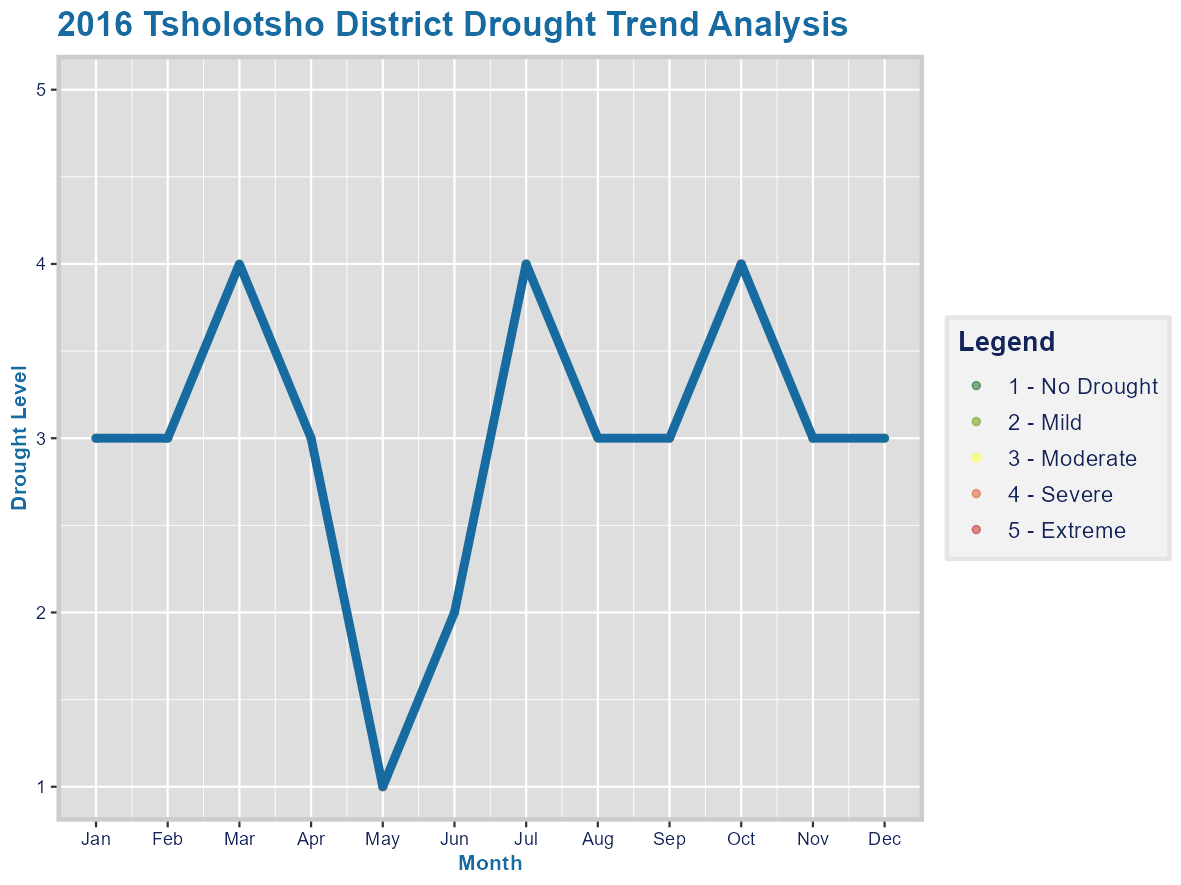 2016 Tsholotsho District Drought Trend Analysis
5
4
3
2
1
Drought Level
Jan Feb Mar Apr May Jun Jul Aug Sep Oct Nov Dec
Month
Legend
1 - No Drought
2 - Mild
3 - Moderate
4 - Severe
5 - Extreme